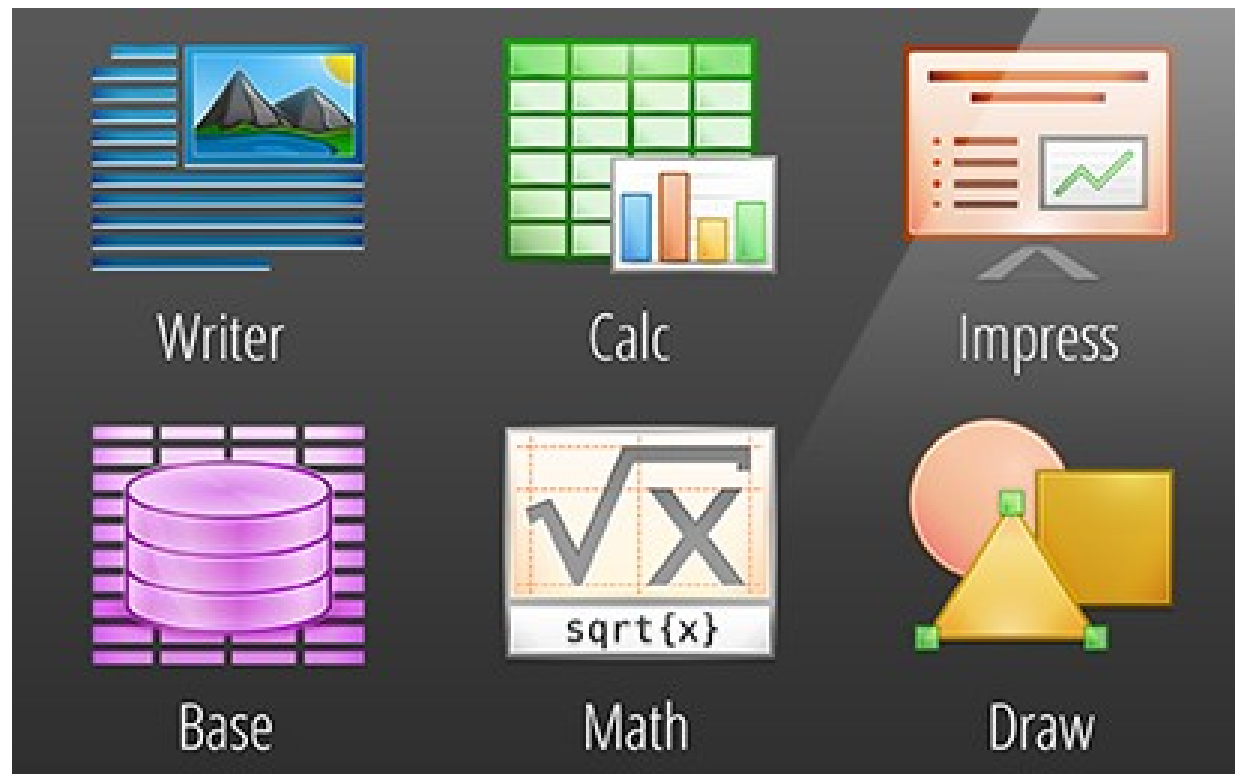 Writer
Calc
Impress
√x
sqrt{x}
Base
Math
Draw